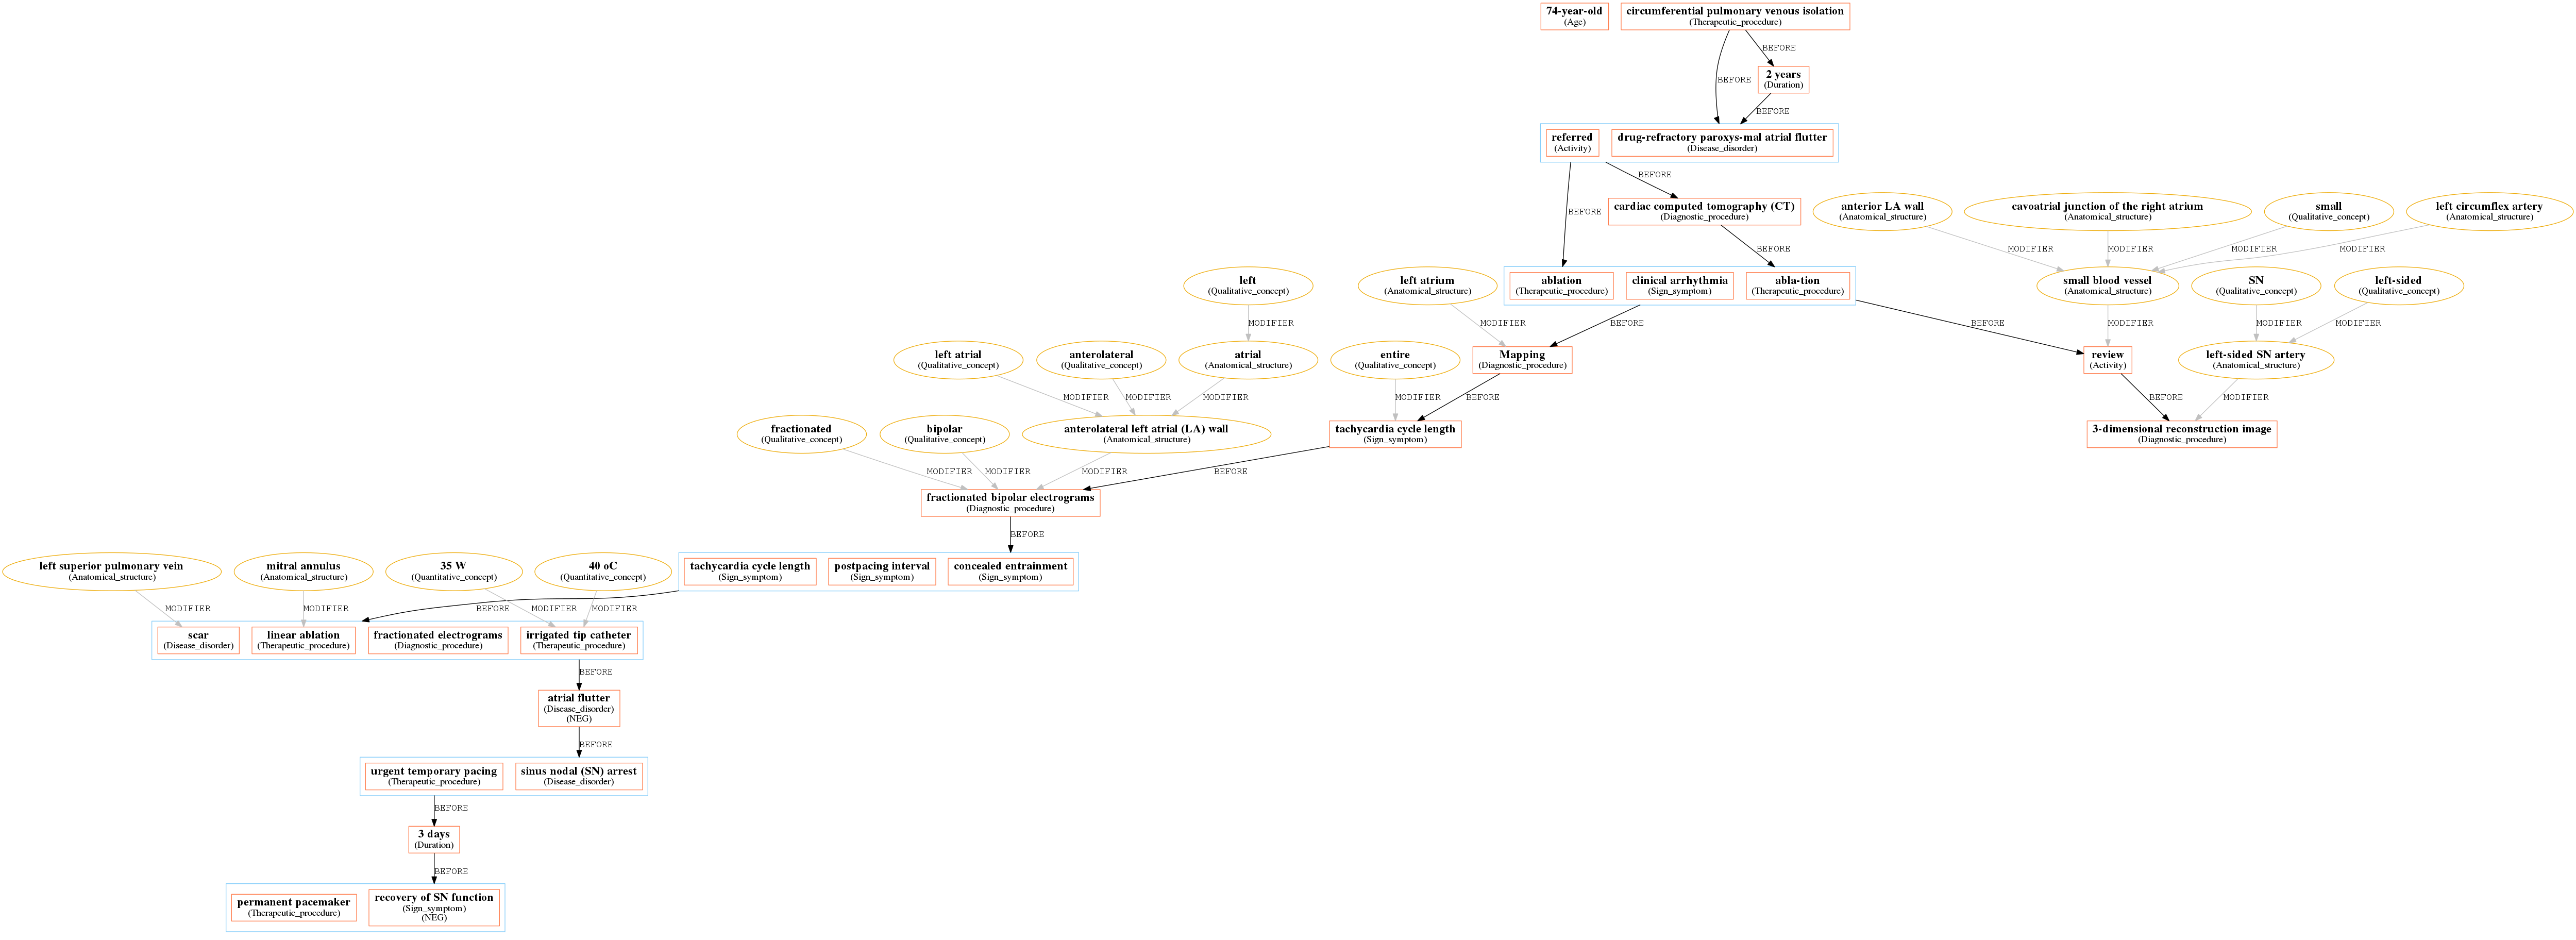 74-year-old
(Age)
circumferential pulmonary venous isolation
(Therapeutic_procedure)
BEFORE
2 years
(Duration)
BEFORE
BEFORE
referred
(Activity)
drug-refractory paroxys-mal atrial flutter
(Disease_disorder)
BEFORE
BEFORE
cardiac computed tomography (CT)
(Diagnostic_procedure)
anterior LA wall
(Anatomical_structure)
cavoatrial junction of the right atrium
(Anatomical_structure)
small
(Qualitative_concept)
left circumflex artery
(Anatomical_structure)
BEFORE
MODIFIER
MODIFIER
MODIFIER
MODIFIER
left
(Qualitative_concept)
left atrium
(Anatomical_structure)
ablation
(Therapeutic_procedure)
clinical arrhythmia
(Sign_symptom)
abla-tion
(Therapeutic_procedure)
small blood vessel
(Anatomical_structure)
SN
(Qualitative_concept)
left-sided
(Qualitative_concept)
MODIFIER
MODIFIER
BEFORE
BEFORE
MODIFIER
MODIFIER
MODIFIER
left atrial
(Qualitative_concept)
anterolateral
(Qualitative_concept)
atrial
(Anatomical_structure)
entire
(Qualitative_concept)
Mapping
(Diagnostic_procedure)
review
(Activity)
left-sided SN artery
(Anatomical_structure)
MODIFIER
MODIFIER
MODIFIER
MODIFIER
BEFORE
BEFORE
MODIFIER
fractionated
(Qualitative_concept)
bipolar
(Qualitative_concept)
anterolateral left atrial (LA) wall
(Anatomical_structure)
tachycardia cycle length
(Sign_symptom)
3-dimensional reconstruction image
(Diagnostic_procedure)
MODIFIER
MODIFIER
MODIFIER
BEFORE
fractionated bipolar electrograms
(Diagnostic_procedure)
BEFORE
left superior pulmonary vein
(Anatomical_structure)
mitral annulus
(Anatomical_structure)
35 W
(Quantitative_concept)
40 oC
(Quantitative_concept)
tachycardia cycle length
(Sign_symptom)
postpacing interval
(Sign_symptom)
concealed entrainment
(Sign_symptom)
MODIFIER
MODIFIER
BEFORE
MODIFIER
MODIFIER
scar
(Disease_disorder)
linear ablation
(Therapeutic_procedure)
fractionated electrograms
(Diagnostic_procedure)
irrigated tip catheter
(Therapeutic_procedure)
BEFORE
atrial flutter
(Disease_disorder)
(NEG)
BEFORE
urgent temporary pacing
(Therapeutic_procedure)
sinus nodal (SN) arrest
(Disease_disorder)
BEFORE
3 days
(Duration)
BEFORE
permanent pacemaker
(Therapeutic_procedure)
recovery of SN function
(Sign_symptom)
(NEG)